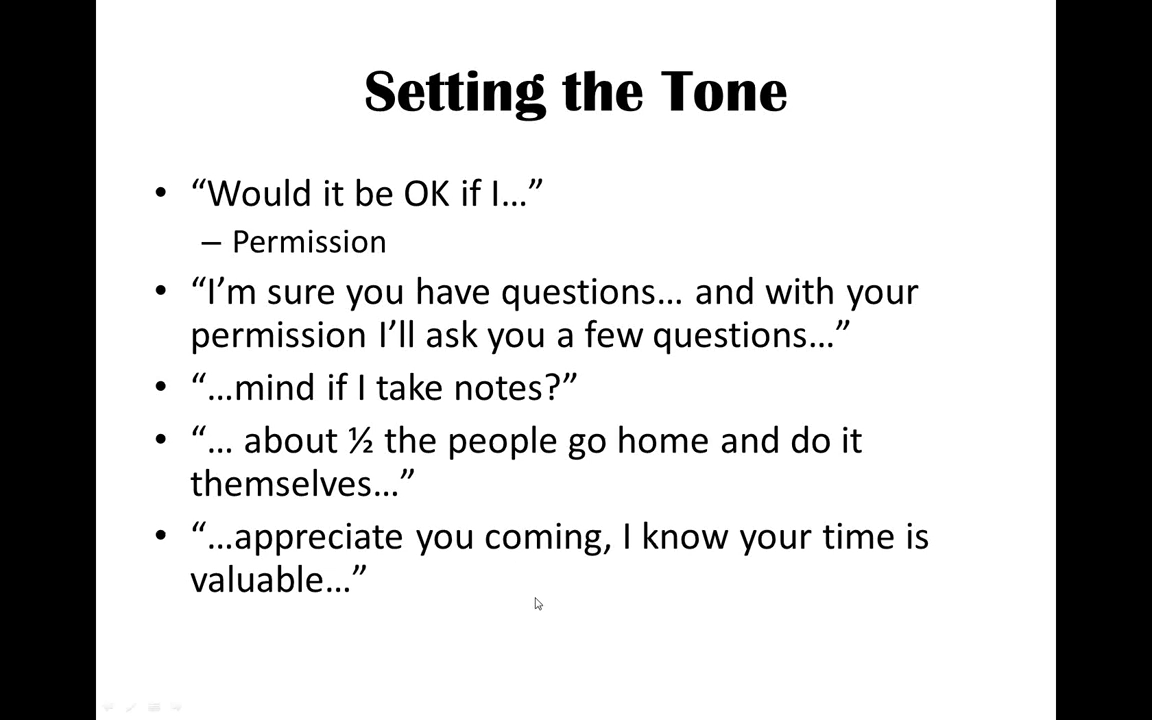 Setting the Tone
• “Would it be OK if I…”
– Permission
• “I’m sure you have questions… and with your
permission I’ll ask you a few questions…”
• “…mind if I take notes?”
• “… about ½ the people go home and do it
themselves…”
• “…appreciate you coming, I know your time is
valuable…”